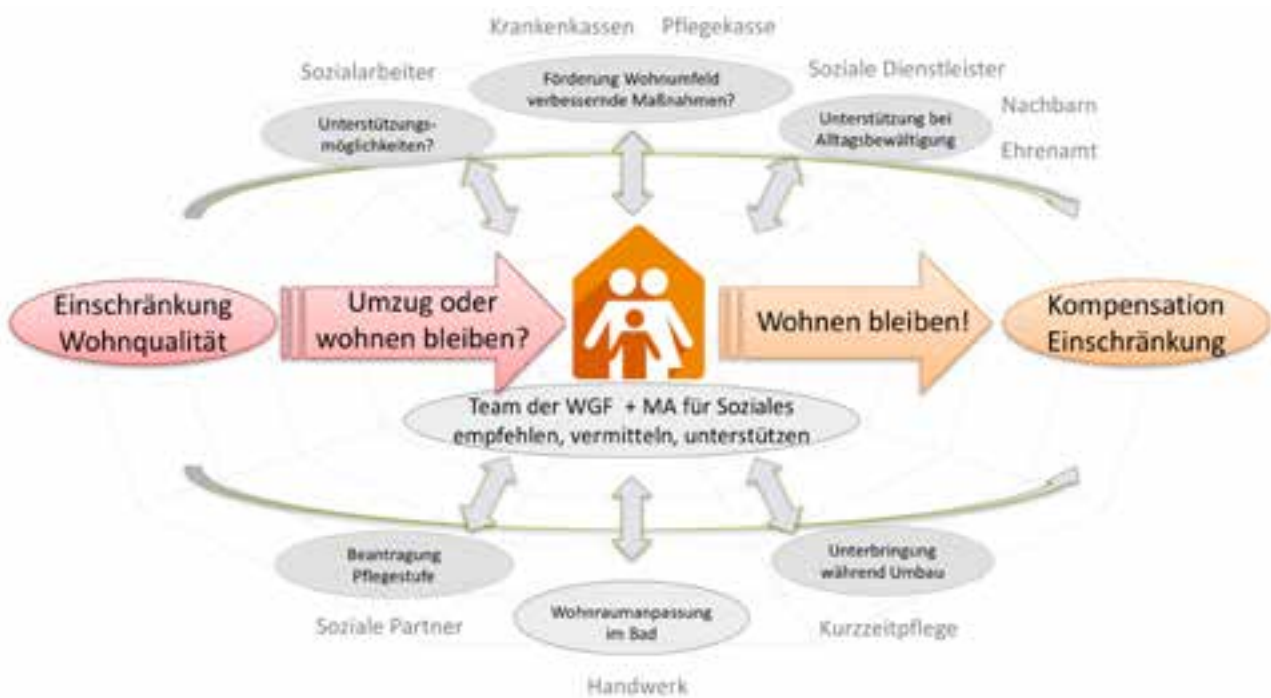 Krankenkassen Pflegekasse
Sozialarbeiter
Förderung Wohnumfeld
verbessernde Maßnahmen?
Soziale Dienstleister
Nachbarn
Unterstützungs-
möglichkeiten?
Unterstützung bei
Alltagsbewältigung
Ehrenamt
Einschränkung
Wohnqualität
Umzug oder
wohnen bleiben?
Wohnen bleiben!
Kompensation
Einschränkung
Team der WGF + MA für Soziales
empfehlen, vermitteln, unterstützen
Beantragung
Pflegestufe
Unterbringung
während Umbau
Soziale Partner
Wohnraumanpassung
im Bad
Kurzzeitpflege
Handwerk